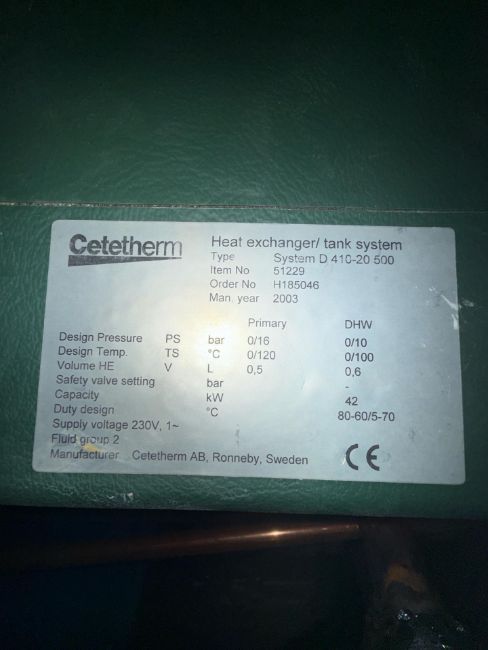 Cetetherm
Heat exchanger/ tank system
Type System D 410-20 500
Item No 51229
Order No H185046
Man. year 2003
Primary DHW
Design Pressure PS bar 0/16 0/10
Design Temp. TS °C 0/120 0/100
Volume HE V L 0,5 0,6
Safety valve setting bar -
Capacity kW 42
Duty design °C 80-60/5-70
Supply voltage 230V, 1~
Fluid group 2
Manufacturer Cetetherm AB, Ronneby, Sweden
CE